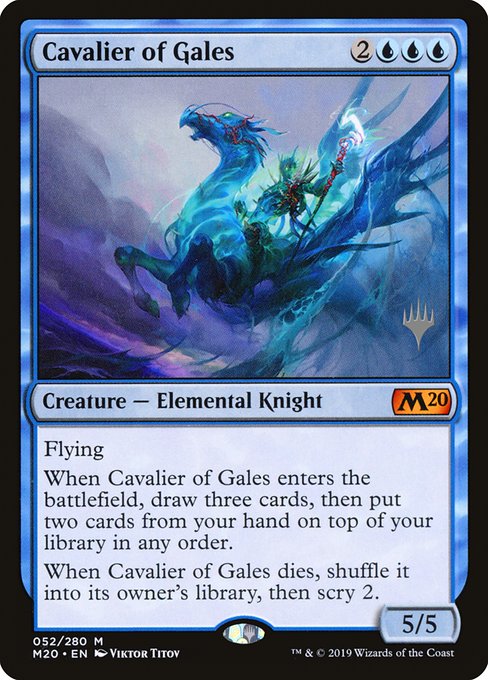 Cavalier of Gales 2
Creature — Elemental Knight M20
Flying
When Cavalier of Gales enters the
battlefield, draw three cards, then put
two cards from your hand on top of your
library in any order.
When Cavalier of Gales dies, shuffle it
into its owner's library, then scry 2.
5/5
052/280 M
M20 • EN Viktor Titov ™ & © 2019 Wizards of the Coast